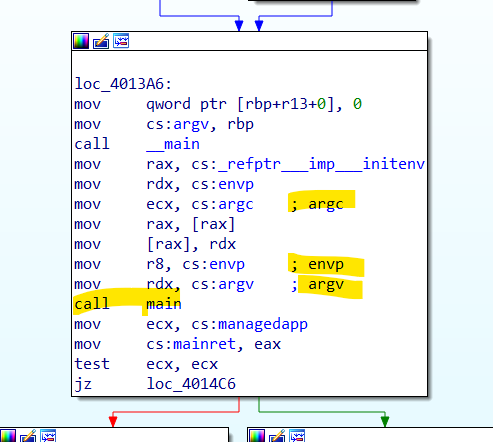 loc_4013A6:
mov qword ptr [rbp+r13+0], 0
mov cs:argv, rbp
call __main
mov rax, cs:_refptr___imp___initenv
mov rdx, cs:envp
mov ecx, cs:argc ; argc
mov rax, [rax]
mov [rax], rdx
mov r8, cs:envp ; envp
mov rdx, cs:argv ; argv
call main
mov ecx, cs:managedapp
mov cs:mainret, eax
test ecx, ecx
jz loc_4014C6